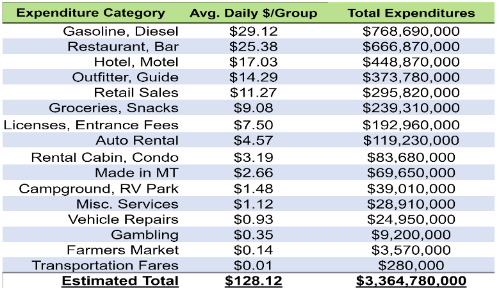 Expenditure Category Avg. Daily $/Group Total Expenditures
Gasoline, Diesel $29.12 $768,690,000
Restaurant, Bar $25.38 $666,870,000
Hotel, Motel $17.03 $448,870,000
Outfitter, Guide $14.29 $373,780,000
Retail Sales $11.27 $295,820,000
Groceries, Snacks $9.08 $239,310,000
Licenses, Entrance Fees $7.50 $192,960,000
Auto Rental $4.57 $119,230,000
Rental Cabin, Condo $3.19 $83,680,000
Made in MT $2.66 $69,650,000
Campground, RV Park $1.48 $39,010,000
Misc. Services $1.12 $28,910,000
Vehicle Repairs $0.93 $24,950,000
Gambling $0.35 $9,200,000
Farmers Market $0.14 $3,570,000
Transportation Fares $0.01 $280,000
Estimated Total $128.12 $3,364,780,000